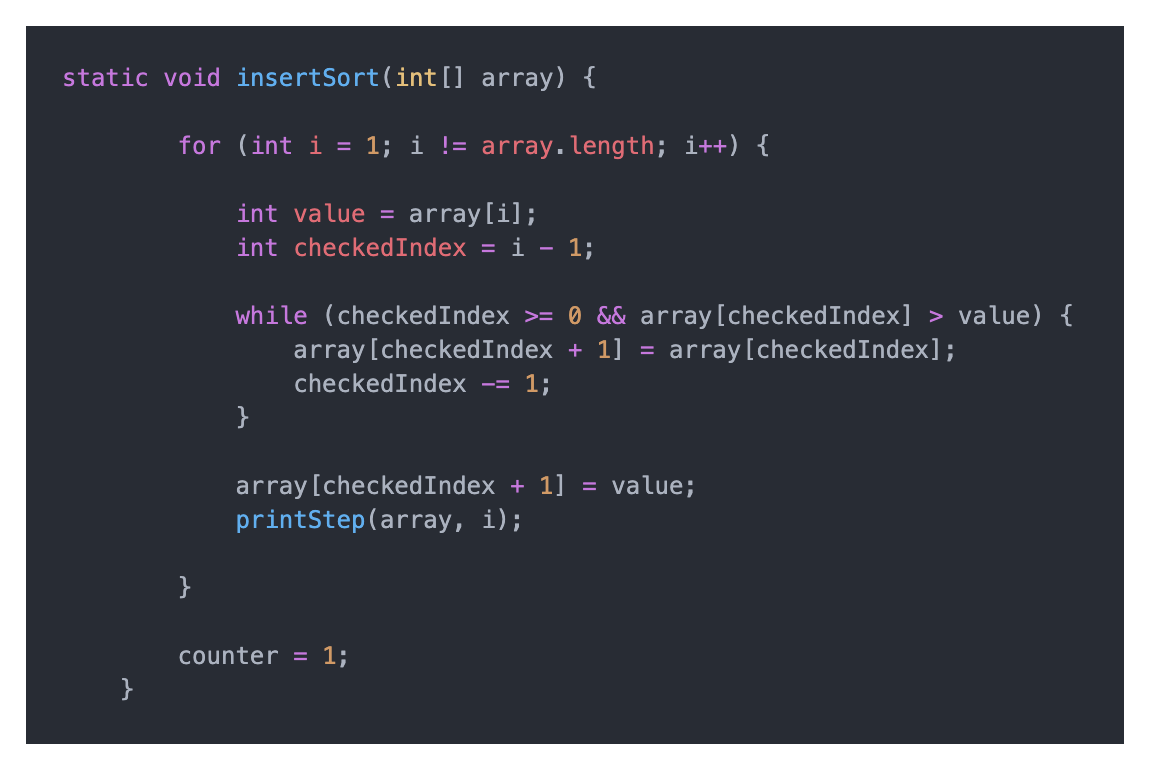 static void insertSort(int[] array) {
for (int i = 1; i != array.length; i++) {
int value = array[i];
int checkedIndex = i - 1;
while (checkedIndex >= 0 && array[checkedIndex] > value) {
array[checkedIndex + 1] = array[checkedIndex];
checkedIndex -= 1;
}
array[checkedIndex + 1] = value;
printStep(array, i);
}
counter = 1;
}